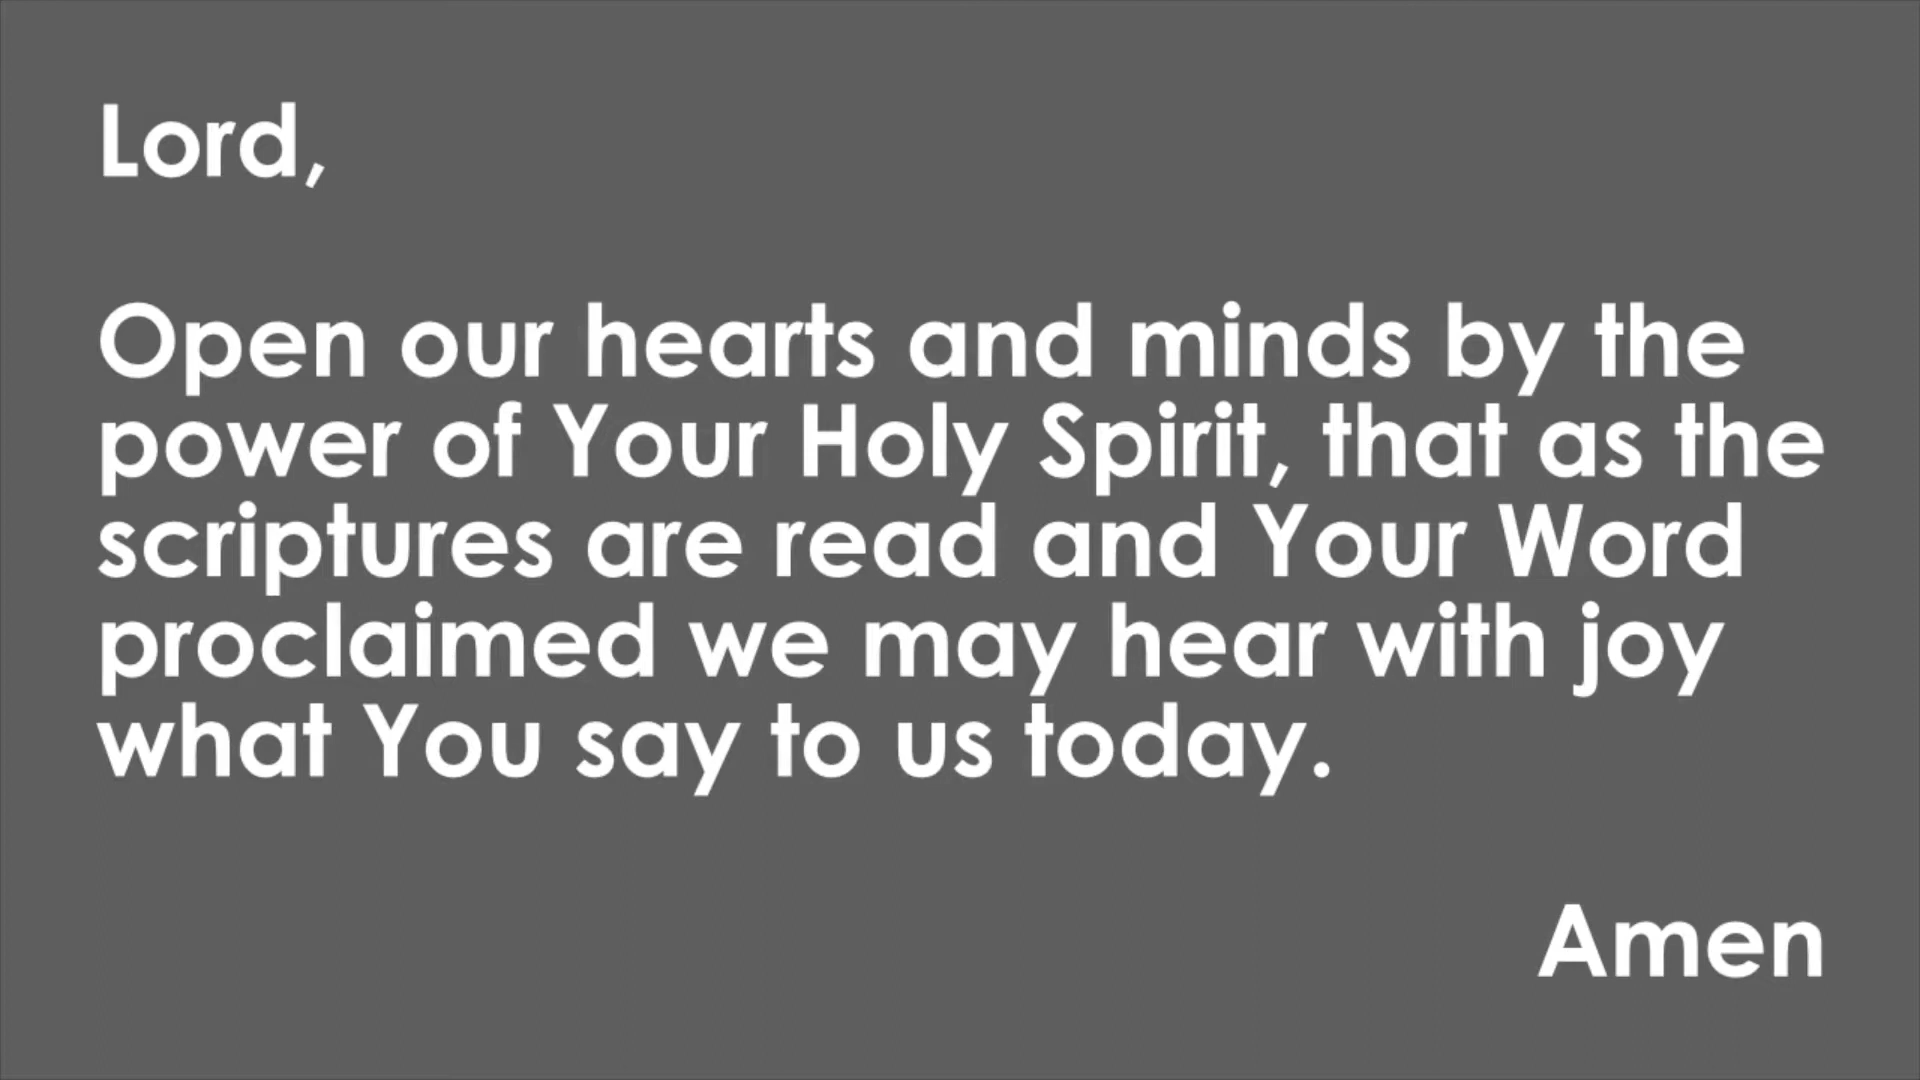 Lord,
Open our hearts and minds by the
power of Your Holy Spirit, that as the
scriptures are read and Your Word
proclaimed we may hear with joy
what You say to us today.
Amen